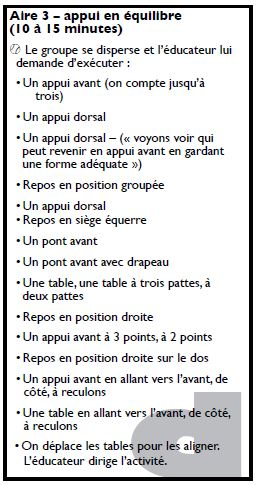 Aire 3 – appui en équilibre
(10 à 15 minutes)
Le groupe se disperse et l'éducateur lui
demande d'exécuter :
• Un appui avant (on compte jusqu'à
trois)
• Un appui dorsal
• Un appui dorsal – (« voyons voir qui
peut revenir en appui avant en gardant
une forme adéquate »)
• Repos en position groupée
• Un appui dorsal
• Repos en siège équerre
• Un pont avant
• Un pont avant avec drapeau
• Une table, une table à trois pattes, à
deux pattes
• Repos en position droite
• Un appui avant à 3 points, à 2 points
• Repos en position droite sur le dos
• Un appui avant en allant vers l'avant, de
côté, à reculons
• Une table en allant vers l'avant, de côté,
à reculons
• On déplace les tables pour les aligner.
L'éducateur dirige l'activité.